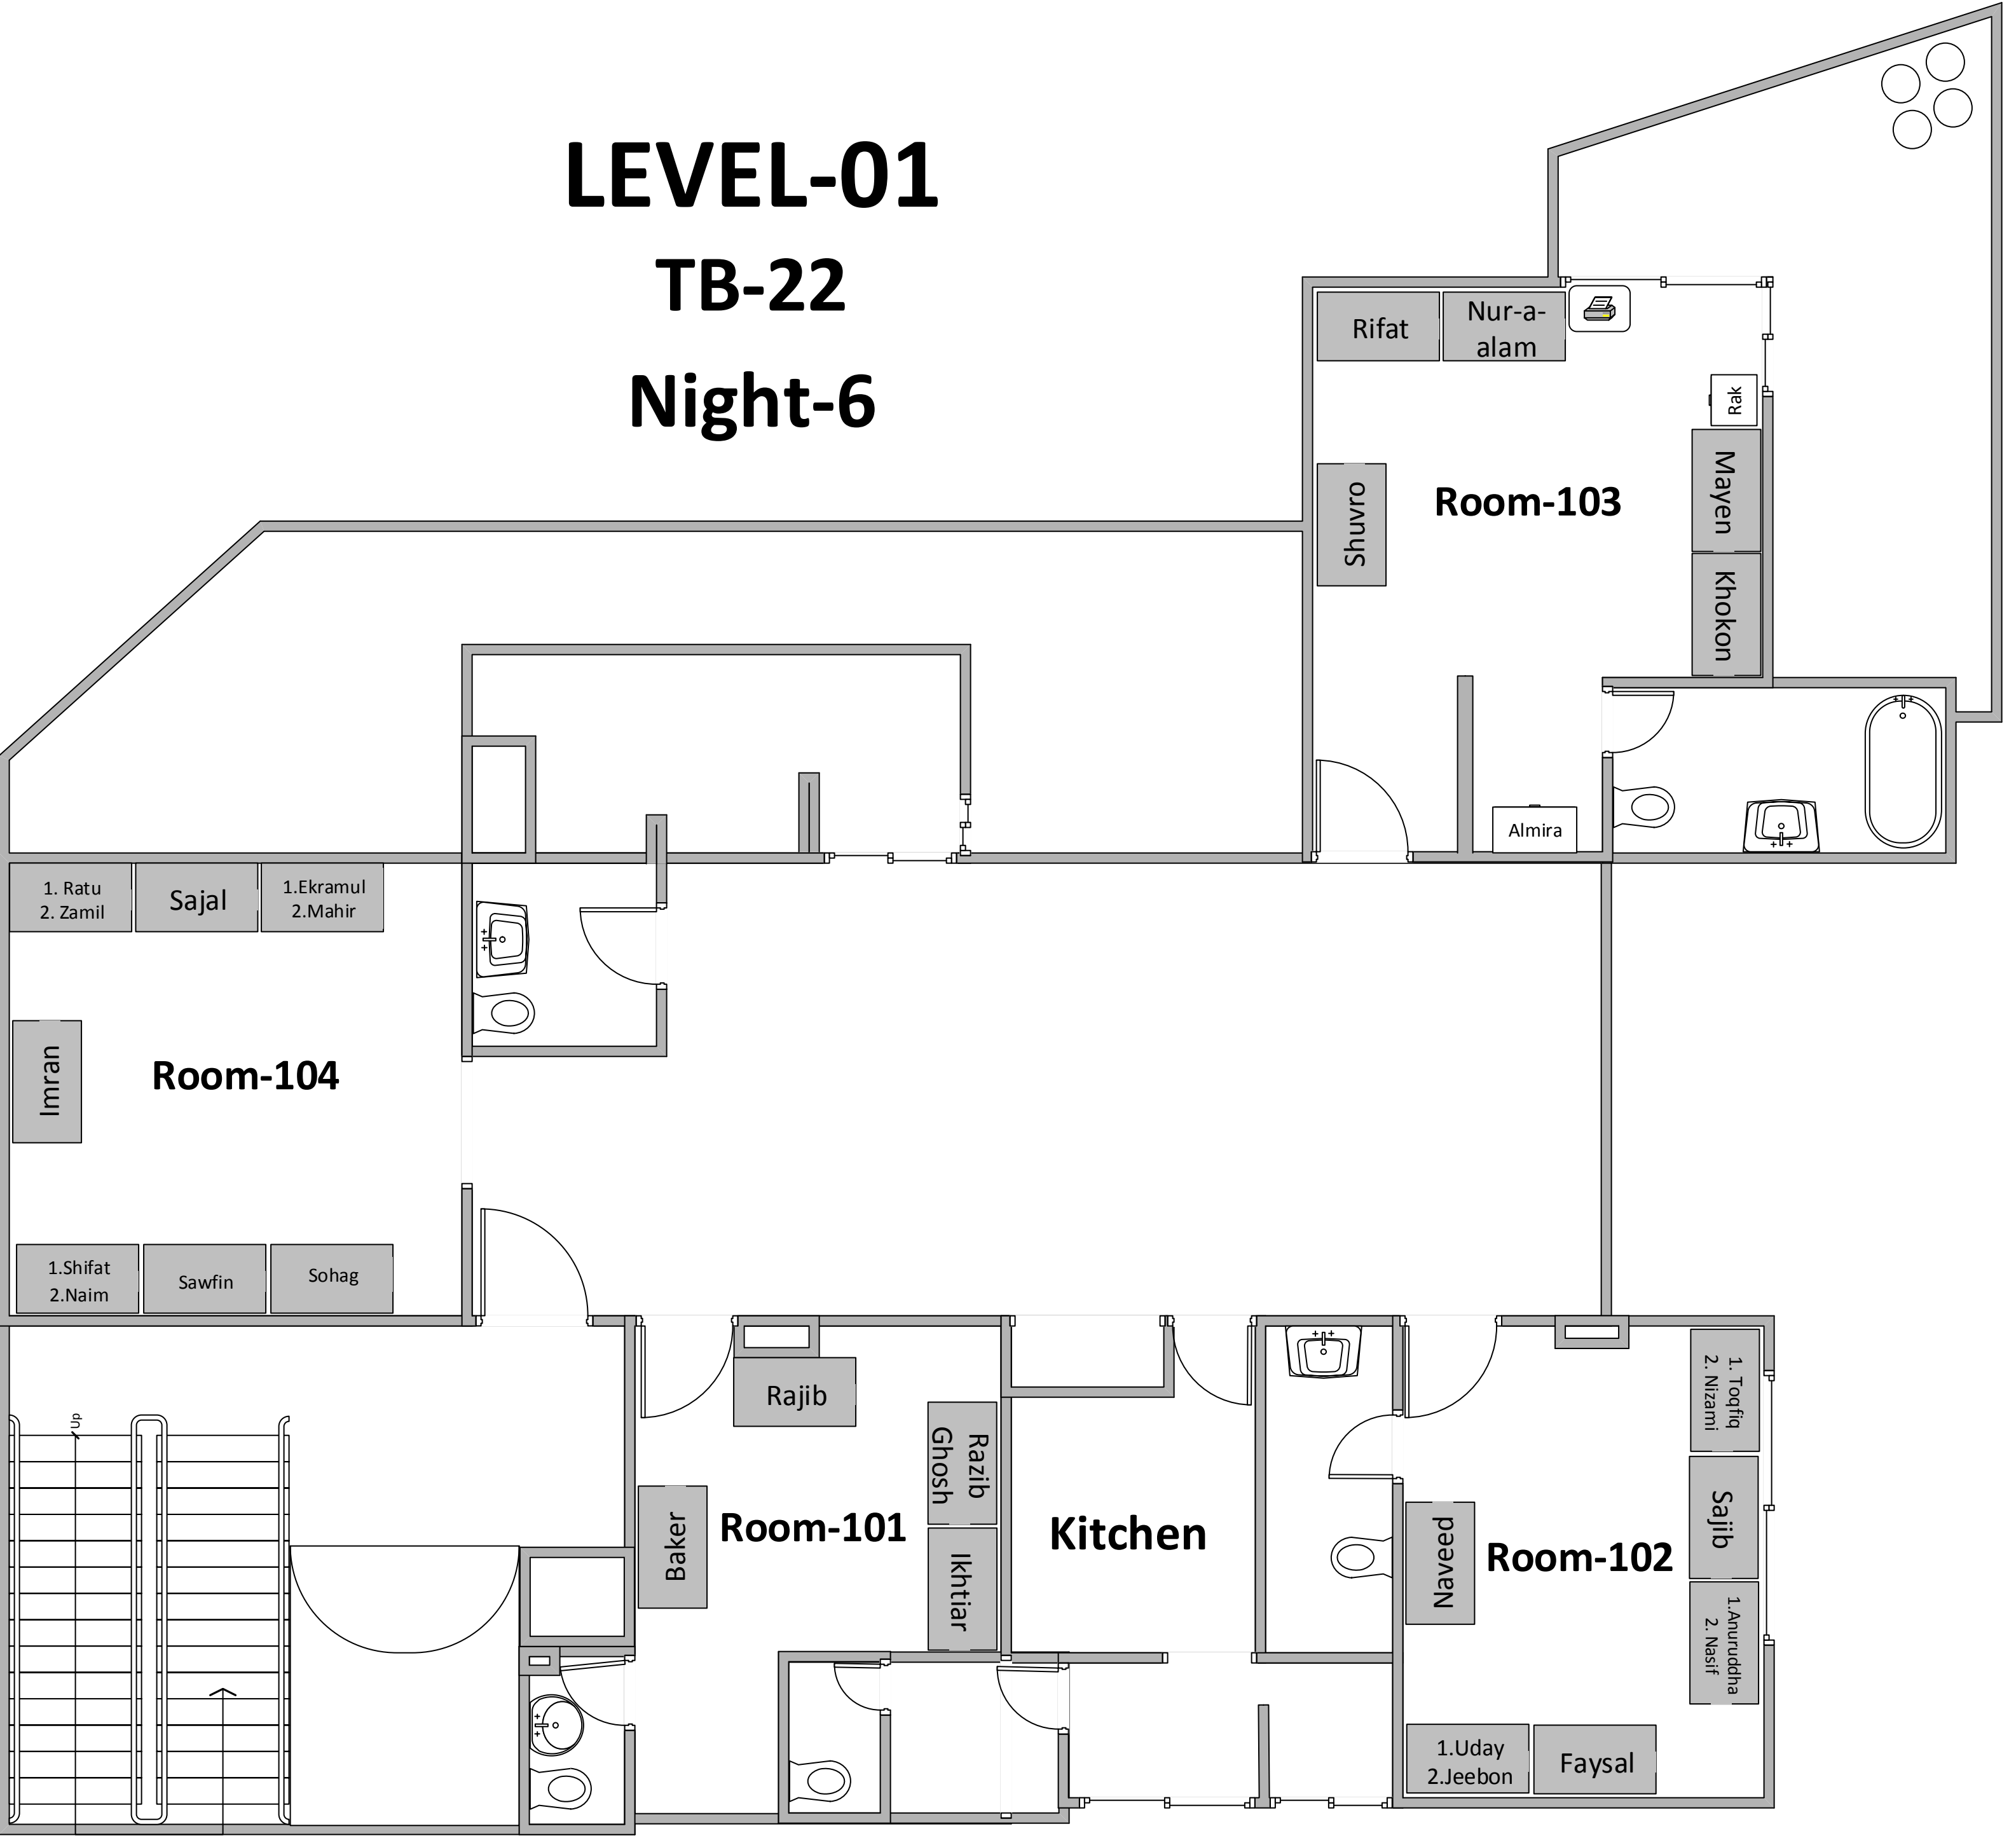 LEVEL-01
TB-22
Night-6
Rifat
Nur-a-
alam
Rak
Mayen
Room-103
Shuvro
Khokon
Almira
1. Ratu
2. Zamil
Sajal
1.Ekramul
2.Mahir
Imran
Room-104
1.Shifat
2.Naim
Sawfin
Sohag
Up
Rajib
Razib
Ghosh
Baker
Room-101
Ikhtiar
Kitchen
1. Toqfiq
2. Nizami
Sajib
Naveed
Room-102
1.Anuruddha
2. Nasif
1.Uday
2.Jeebon
Faysal